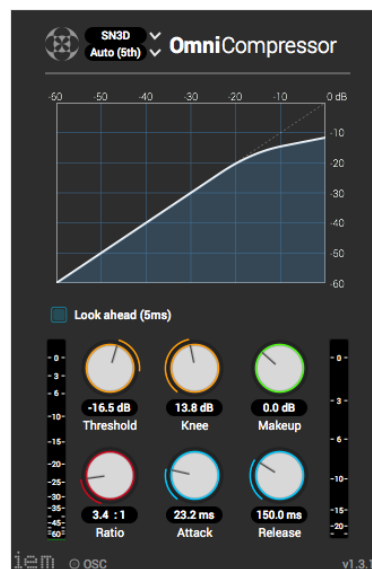 SN3D
Auto (5th)
OmniCompressor
-60 -50 -40 -30 -20 -10 0 dB
-10
-20
-30
-40
-50
-60
Look ahead (5ms)
-0- -0-
-3-
-6- -3
-10- -6
-15-
-16.5 dB 13.8 dB 0.0 dB
Threshold Knee Makeup
-20-
-25- -10-
-30-
-35- -15-
-45- -20-
-60-
3.4 : 1 23.2 ms 150.0 ms
Ratio Attack Release
iem OSC v1.3.1